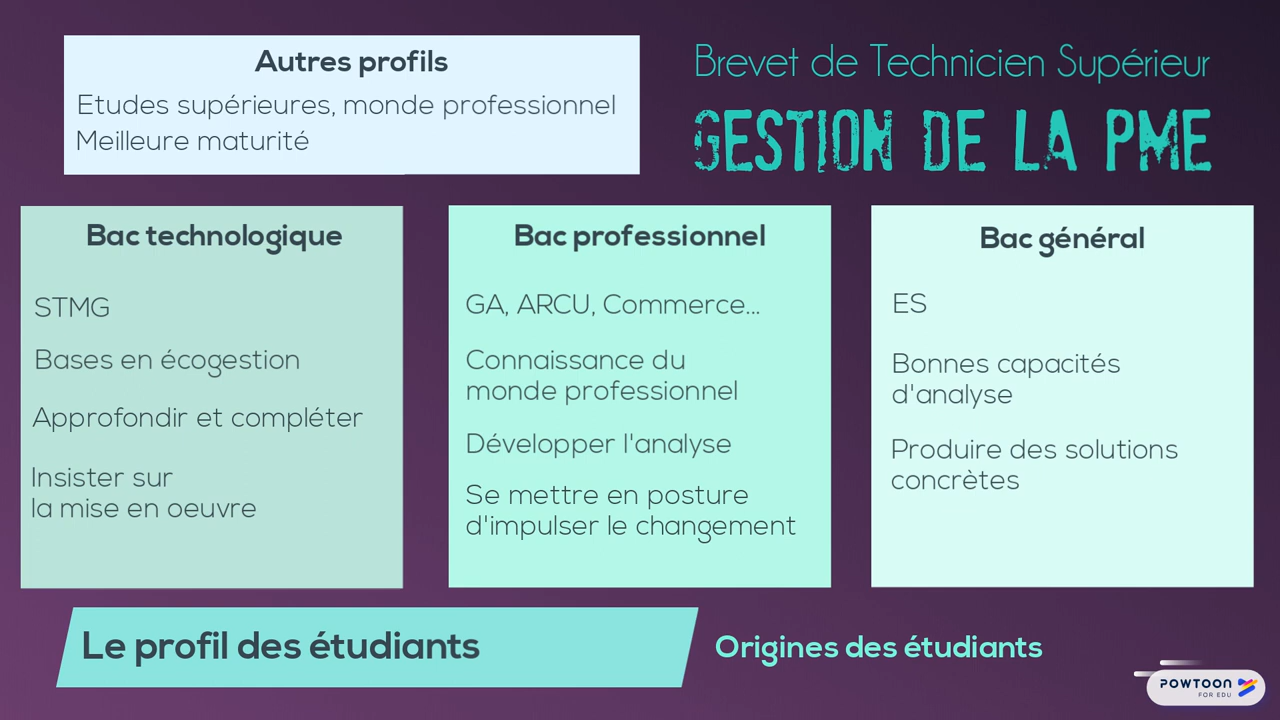 Autres profils
Etudes supérieures, monde professionnel
Meilleure maturité
Brevet de Technicien Supérieur
GESTION DE LA PME
Bac technologique
STMG
Bases en écogestion
Approfondir et compléter
Insister sur
la mise en oeuvre
Bac professionnel
GA, ARCU, Commerce...
Connaissance du
monde professionnel
Développer l'analyse
Se mettre en posture
d'impulser le changement
Bac général
ES
Bonnes capacités
d'analyse
Produire des solutions
concrètes
Le profil des étudiants
Origines des étudiants
POWTOON
FOR EDU